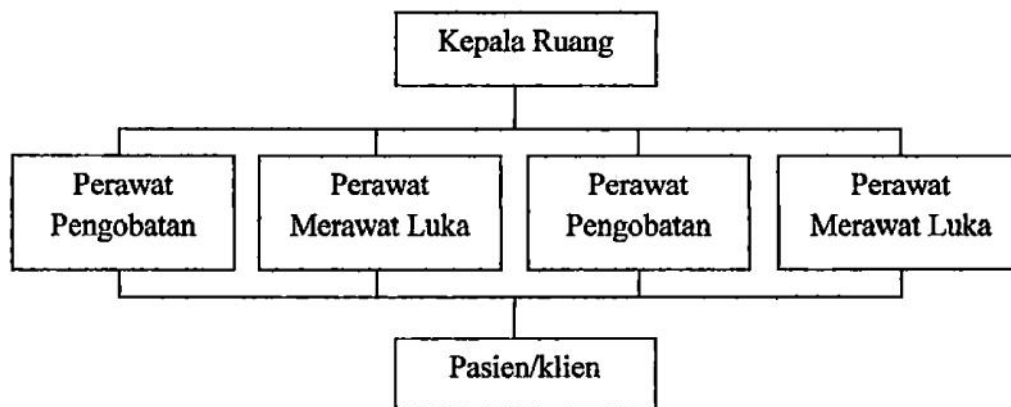 Kepala Ruang
Perawat
Pengobatan
Perawat
Merawat Luka
Perawat
Pengobatan
Perawat
Merawat Luka
Pasien/klien